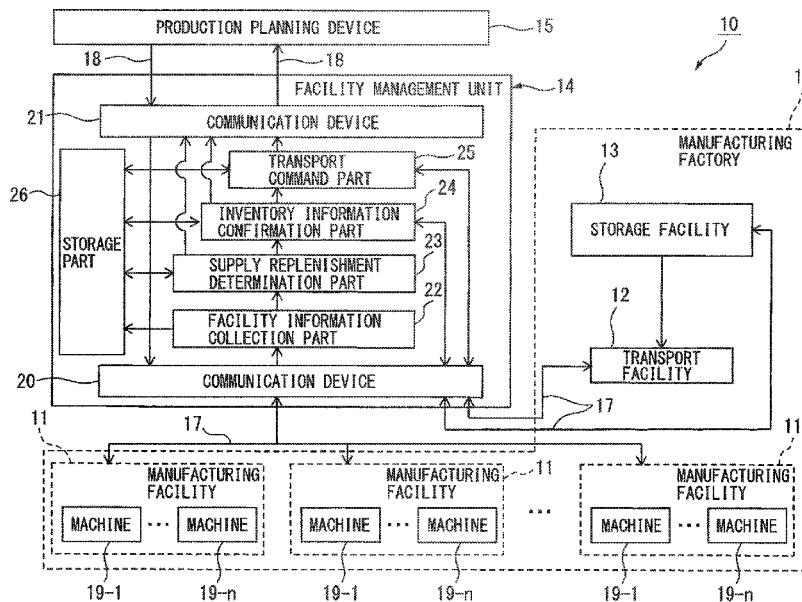 PRODUCTION PLANNING DEVICE
15
10
18
18
FACILITY MANAGEMENT UNIT
14
21
COMMUNICATION DEVICE
1
MANUFACTURING
FACTORY
TRANSPORT
COMMAND PART
25
26
STORAGE
PART
INVENTORY INFORMATION
CONFIRMATION PART
24
13
STORAGE FACILITY
SUPPLY REPLENISHMENT
DETERMINATION PART
23
FACILITY INFORMATION
COLLECTION PART
22
12
TRANSPORT
FACILITY
20
COMMUNICATION DEVICE
17
17
11
MANUFACTURING
FACILITY
MACHINE
...
MACHINE
19-1
19-n
11
MANUFACTURING
FACILITY
MACHINE
...
MACHINE
19-1
19-n
...
11
MANUFACTURING
FACILITY
MACHINE
...
MACHINE
19-1
19-n